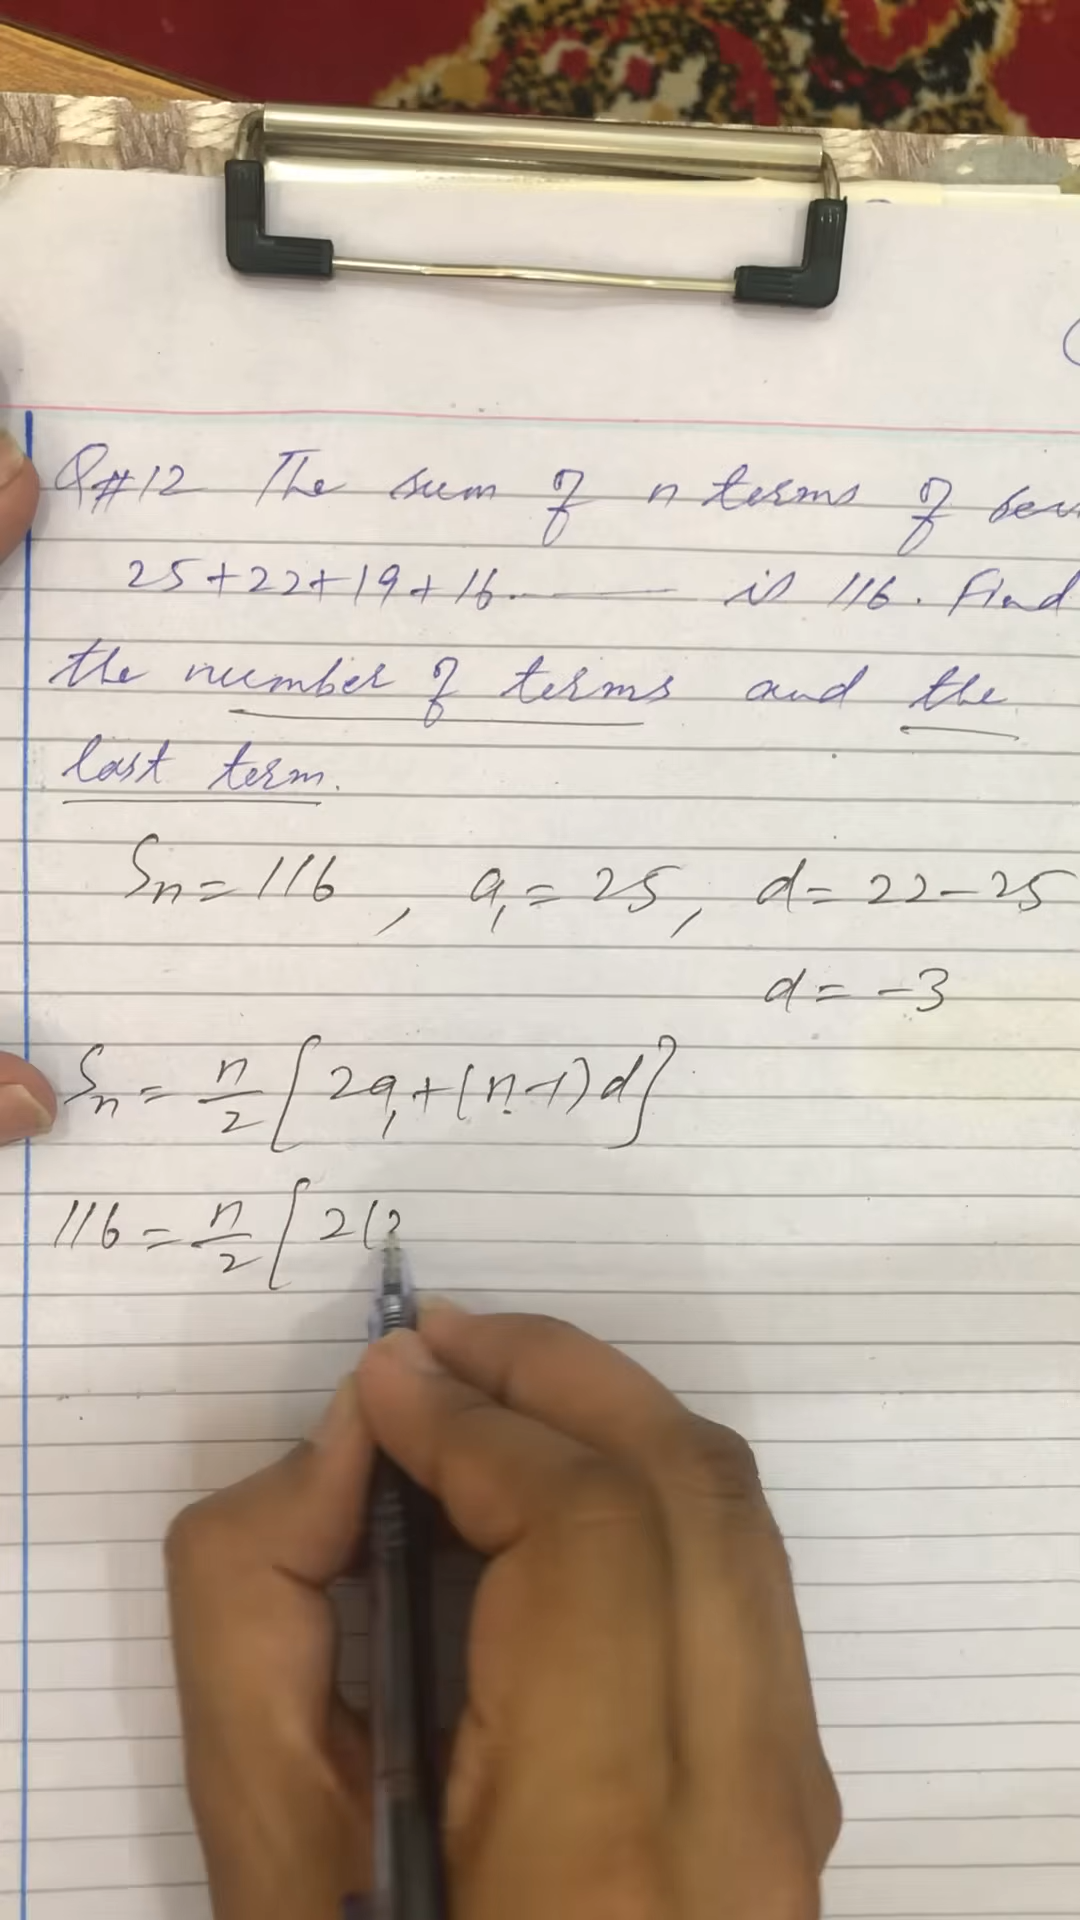 Q#12 The sum of n terms of
25+22+19+16.——— is 116. Find
the number of terms and the
last term.
Sn = 116 , a₁ = 25, d = 22-25
d = -3
Sn = n/2 [2a₁+(n-1)d]
116 = n/2 [2(2